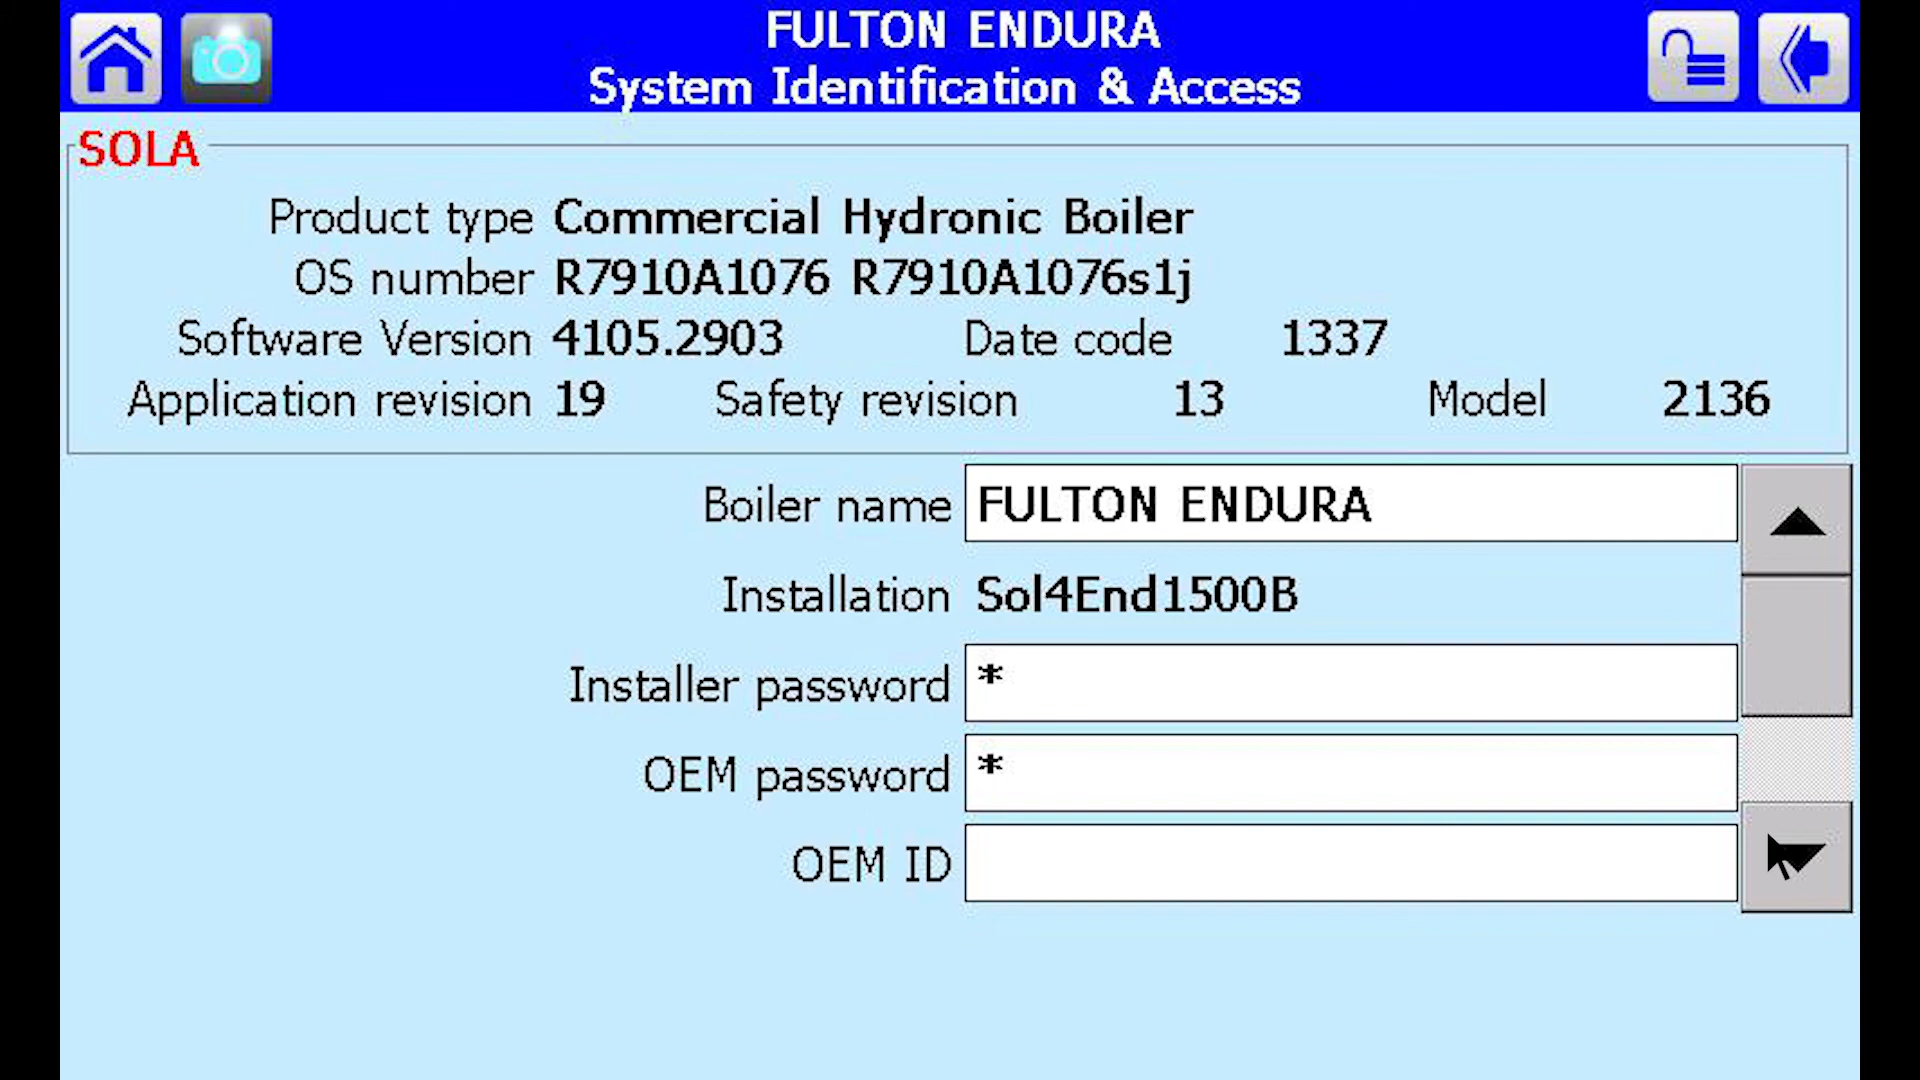 FULTON ENDURA
System Identification & Access
SOLA
Product type Commercial Hydronic Boiler
OS number R7910A1076 R7910A1076s1j
Software Version 4105.2903 Date code 1337
Application revision 19 Safety revision 13 Model 2136
Boiler name FULTON ENDURA
Installation Sol4End1500B
Installer password *
OEM password *
OEM ID